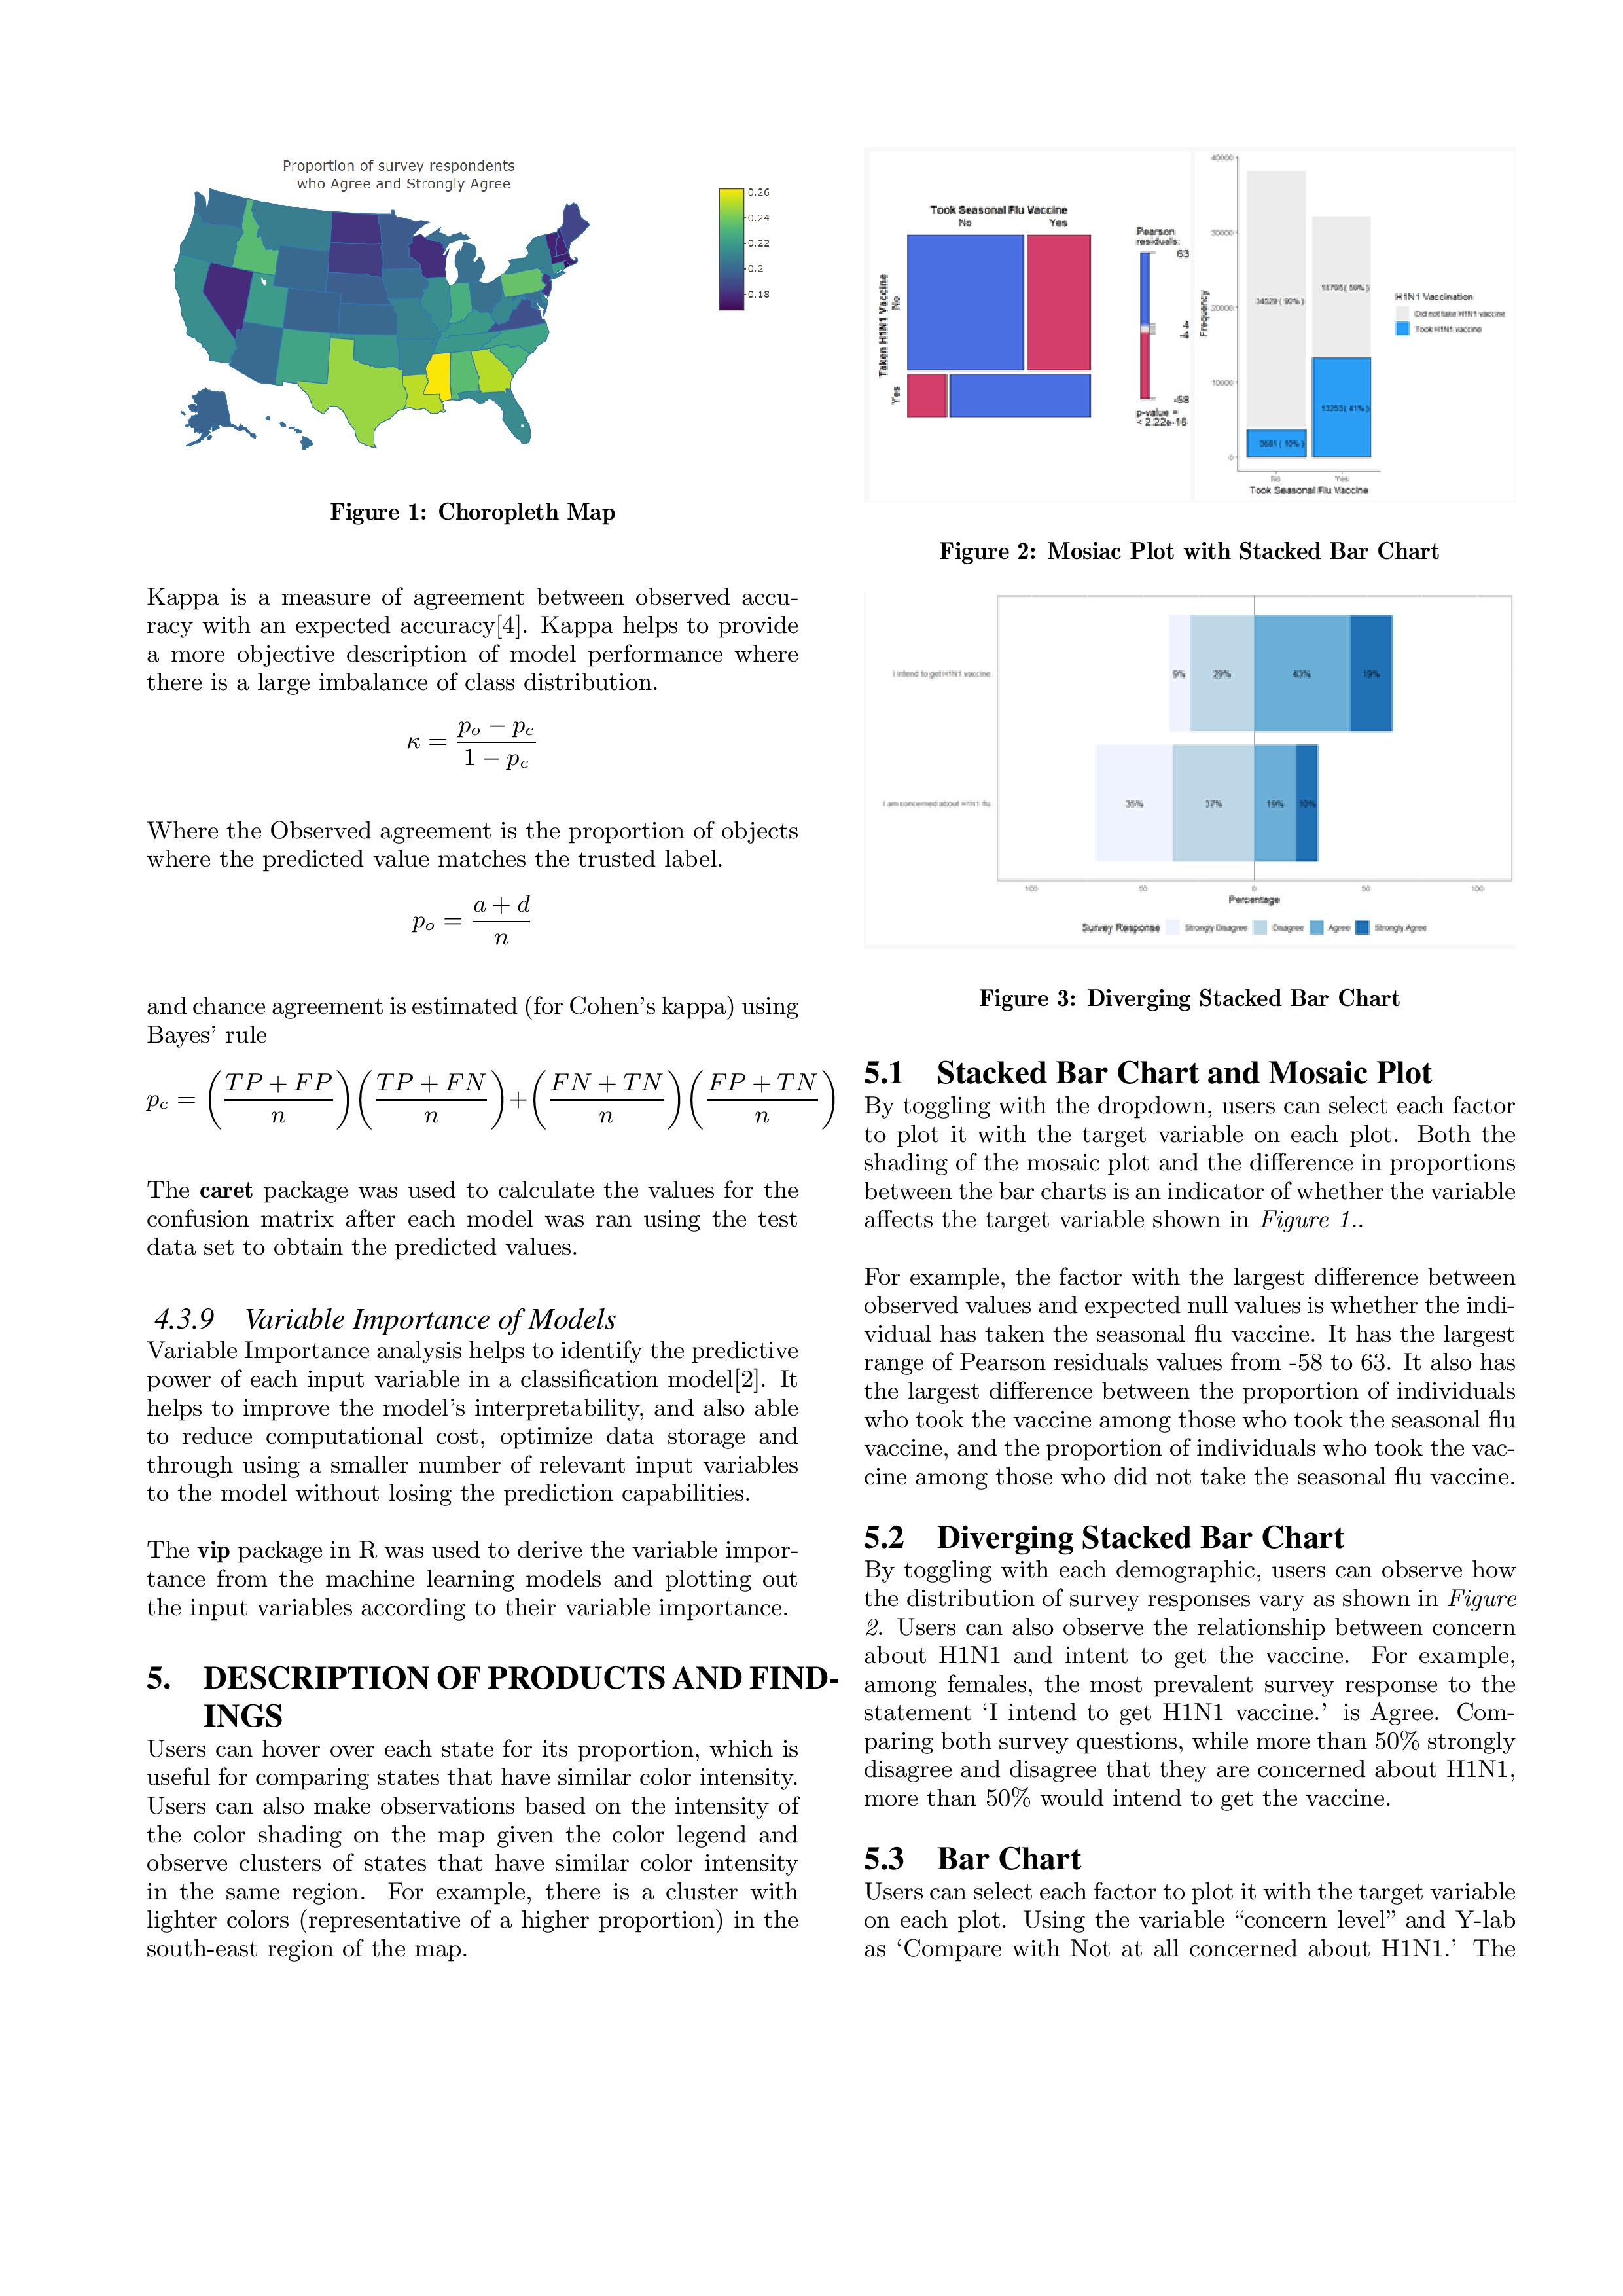 Proportion of survey respondents
who Agree and Strongly Agree
0.26
0.24
0.22
0.2
0.18
Figure 1: Choropleth Map
Kappa is a measure of agreement between observed accu-
racy with an expected accuracy[4]. Kappa helps to provide
a more objective description of model performance where
there is a large imbalance of class distribution.
κ = (p_o − p_c) / (1 − p_c)
Where the Observed agreement is the proportion of objects
where the predicted value matches the trusted label.
p_o = (a + d) / n
and chance agreement is estimated (for Cohen's kappa) using
Bayes' rule
p_c = ((TP + FP) / n) ((TP + FN) / n) + ((FN + TN) / n) ((FP + TN) / n)
The caret package was used to calculate the values for the
confusion matrix after each model was ran using the test
data set to obtain the predicted values.
4.3.9 Variable Importance of Models
Variable Importance analysis helps to identify the predictive
power of each input variable in a classification model[2]. It
helps to improve the model's interpretability, and also able
to reduce computational cost, optimize data storage and
through using a smaller number of relevant input variables
to the model without losing the prediction capabilities.
The vip package in R was used to derive the variable impor-
tance from the machine learning models and plotting out
the input variables according to their variable importance.
5. DESCRIPTION OF PRODUCTS AND FIND-
INGS
Users can hover over each state for its proportion, which is
useful for comparing states that have similar color intensity.
Users can also make observations based on the intensity of
the color shading on the map given the color legend and
observe clusters of states that have similar color intensity
in the same region. For example, there is a cluster with
lighter colors (representative of a higher proportion) in the
south-east region of the map.
Took Seasonal Flu Vaccine
No Yes
Taken H1N1 Vaccine
No
Yes
Pearson
residuals:
63
4
-4
-58
p-value =
< 2.22e-16
Frequency
40000
30000
20000
10000
0
34529 ( 90% )
18795 ( 59% )
3681 ( 10% )
13253 ( 41% )
No Yes
Took Seasonal Flu Vaccine
H1N1 Vaccination
Did not take H1N1 vaccine
Took H1N1 vaccine
Figure 2: Mosiac Plot with Stacked Bar Chart
I intend to get H1N1 vaccine
9% 29% 43% 19%
I am concerned about H1N1 flu
35% 37% 19% 10%
100 50 0 50 100
Percentage
Survey Response Strongly Disagree Disagree Agree Strongly Agree
Figure 3: Diverging Stacked Bar Chart
5.1 Stacked Bar Chart and Mosaic Plot
By toggling with the dropdown, users can select each factor
to plot it with the target variable on each plot. Both the
shading of the mosaic plot and the difference in proportions
between the bar charts is an indicator of whether the variable
affects the target variable shown in Figure 1..
For example, the factor with the largest difference between
observed values and expected null values is whether the indi-
vidual has taken the seasonal flu vaccine. It has the largest
range of Pearson residuals values from -58 to 63. It also has
the largest difference between the proportion of individuals
who took the vaccine among those who took the seasonal flu
vaccine, and the proportion of individuals who took the vac-
cine among those who did not take the seasonal flu vaccine.
5.2 Diverging Stacked Bar Chart
By toggling with each demographic, users can observe how
the distribution of survey responses vary as shown in Figure
2. Users can also observe the relationship between concern
about H1N1 and intent to get the vaccine. For example,
among females, the most prevalent survey response to the
statement ‘I intend to get H1N1 vaccine.’ is Agree. Com-
paring both survey questions, while more than 50% strongly
disagree and disagree that they are concerned about H1N1,
more than 50% would intend to get the vaccine.
5.3 Bar Chart
Users can select each factor to plot it with the target variable
on each plot. Using the variable “concern level” and Y-lab
as ‘Compare with Not at all concerned about H1N1.’ The